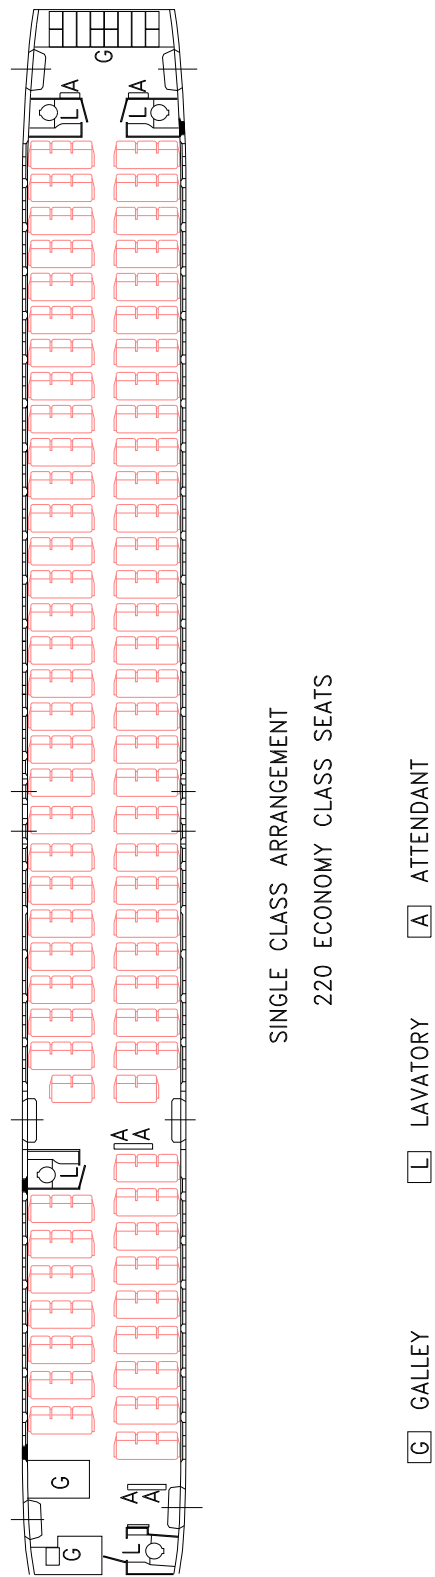 G
A
A
L
L
A
A
L
G
A
A
G
L
SINGLE CLASS ARRANGEMENT
220 ECONOMY CLASS SEATS
G GALLEY
L LAVATORY
A ATTENDANT